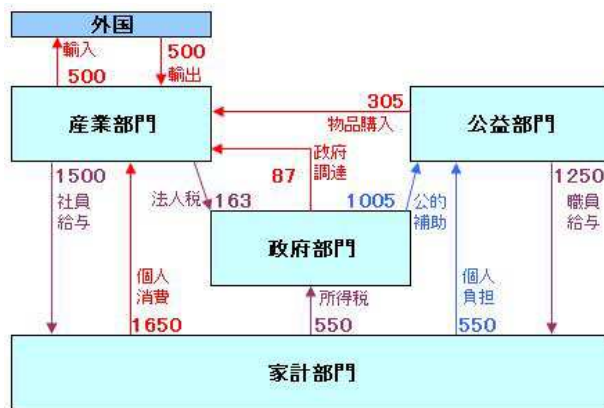 外国
輸入
500
500
輸出
産業部門
305
物品購入
公益部門
政府
調達
87
1500
社員
給与
法人税
163
1005
公的
補助
1250
職員
給与
政府部門
個人
消費
1650
所得税
550
個人
負担
550
家計部門